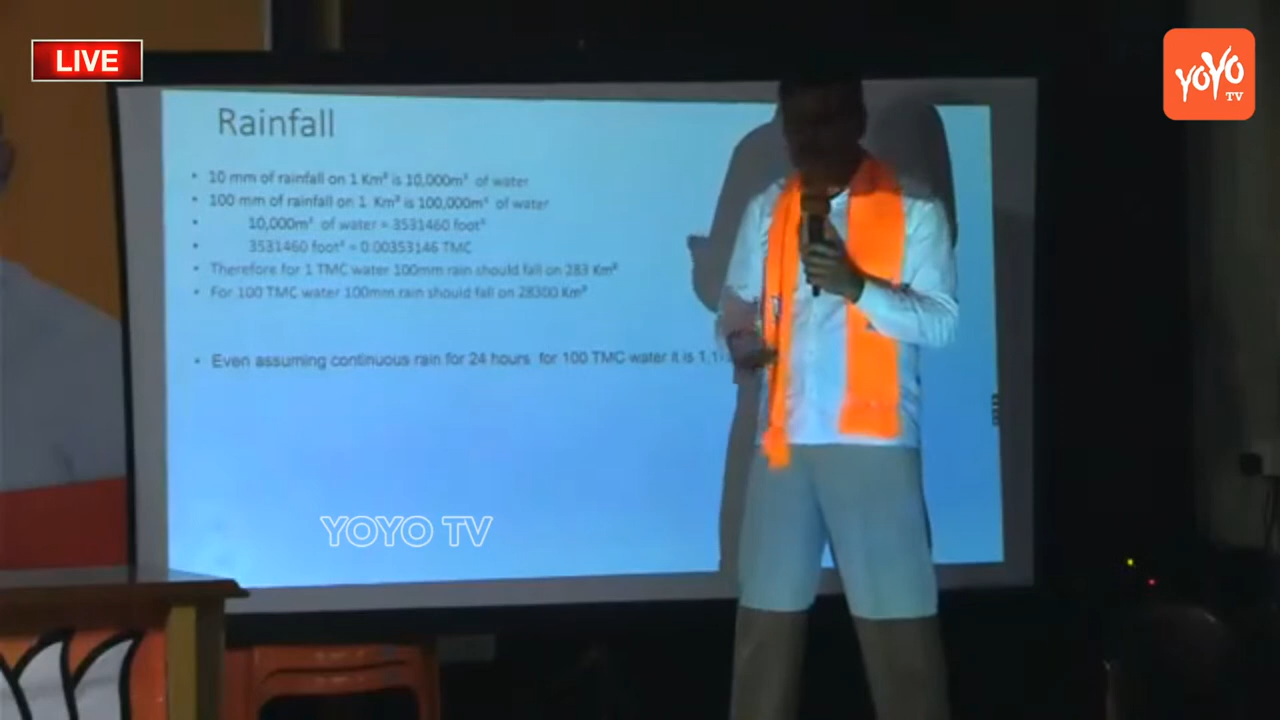 LIVE
YOYO TV
Rainfall
• 10 mm of rainfall on 1 Km² is 10,000m³ of water
• 100 mm of rainfall on 1 Km² is 100,000m³ of water
• 10,000m³ of water = 3531460 foot³
• 3531460 foot³ = 0.00353146 TMC
• Therefore for 1 TMC water 100mm rain should fall on 283 Km²
• For 100 TMC water 100mm rain should fall on 28300 Km²
• Even assuming continuous rain for 24 hours for 100 TMC water it is
YOYO TV